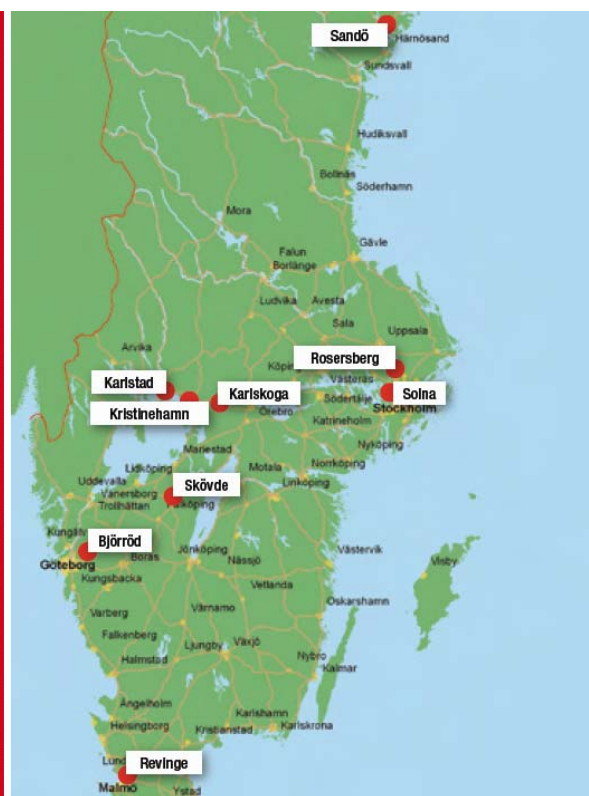 Sandö
Härnösand
Sundsvall
Hudiksvall
Bollnäs
Söderhamn
Mora
Gävle
Falun
Borlänge
Ludvika
Avesta
Sala
Uppsala
Arvika
Rosersberg
Köping
Västerås
Karlstad
Karlskoga
Solna
Kristinehamn
Södertälje
Stockholm
Örebro
Katrineholm
Nyköping
Mariestad
Norrköping
Lidköping
Motala
Skövde
Linköping
Uddevalla
Vänersborg
Trollhättan
Falköping
Kungälv
Björröd
Göteborg
Borås
Jönköping
Nässjö
Västervik
Visby
Kungsbacka
Vetlanda
Oskarshamn
Värnamo
Varberg
Falkenberg
Ljungby
Växjö
Halmstad
Nybro
Kalmar
Ängelholm
Karlshamn
Helsingborg
Kristianstad
Karlskrona
Lund
Revinge
Malmö
Ystad